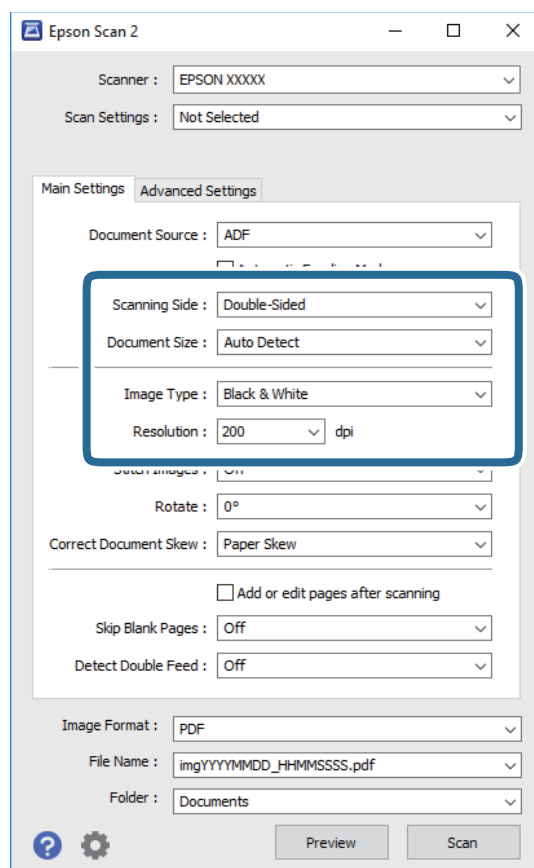 Epson Scan 2
Scanner : EPSON XXXXX
Scan Settings : Not Selected
Main Settings Advanced Settings
Document Source : ADF
Scanning Side : Double-Sided
Document Size : Auto Detect
Image Type : Black & White
Resolution : 200 dpi
Stitch Images : Off
Rotate : 0°
Correct Document Skew : Paper Skew
Add or edit pages after scanning
Skip Blank Pages : Off
Detect Double Feed : Off
Image Format : PDF
File Name : imgYYYYMMDD_HHMMSSSS.pdf
Folder : Documents
? Preview Scan